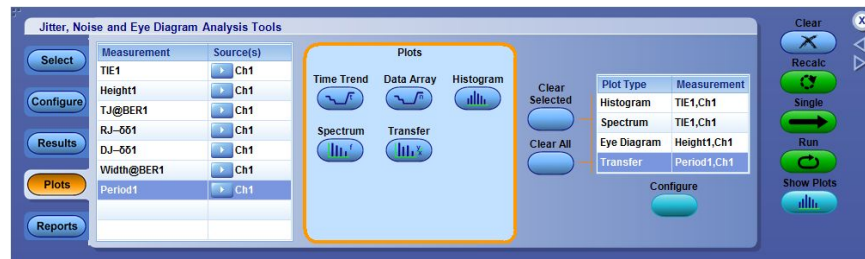 Jitter, Noise and Eye Diagram Analysis Tools
Select
Configure
Results
Plots
Reports
Measurement Source(s)
TIE1 Ch1
Height1 Ch1
TJ@BER1 Ch1
RJ–δδ1 Ch1
DJ–δδ1 Ch1
Width@BER1 Ch1
Period1 Ch1
Plots
Time Trend Data Array Histogram
Spectrum Transfer
Clear
Selected
Clear All
Plot Type Measurement
Histogram TIE1,Ch1
Spectrum TIE1,Ch1
Eye Diagram Height1,Ch1
Transfer Period1,Ch1
Configure
Clear
X
Recalc
Single
Run
Show Plots